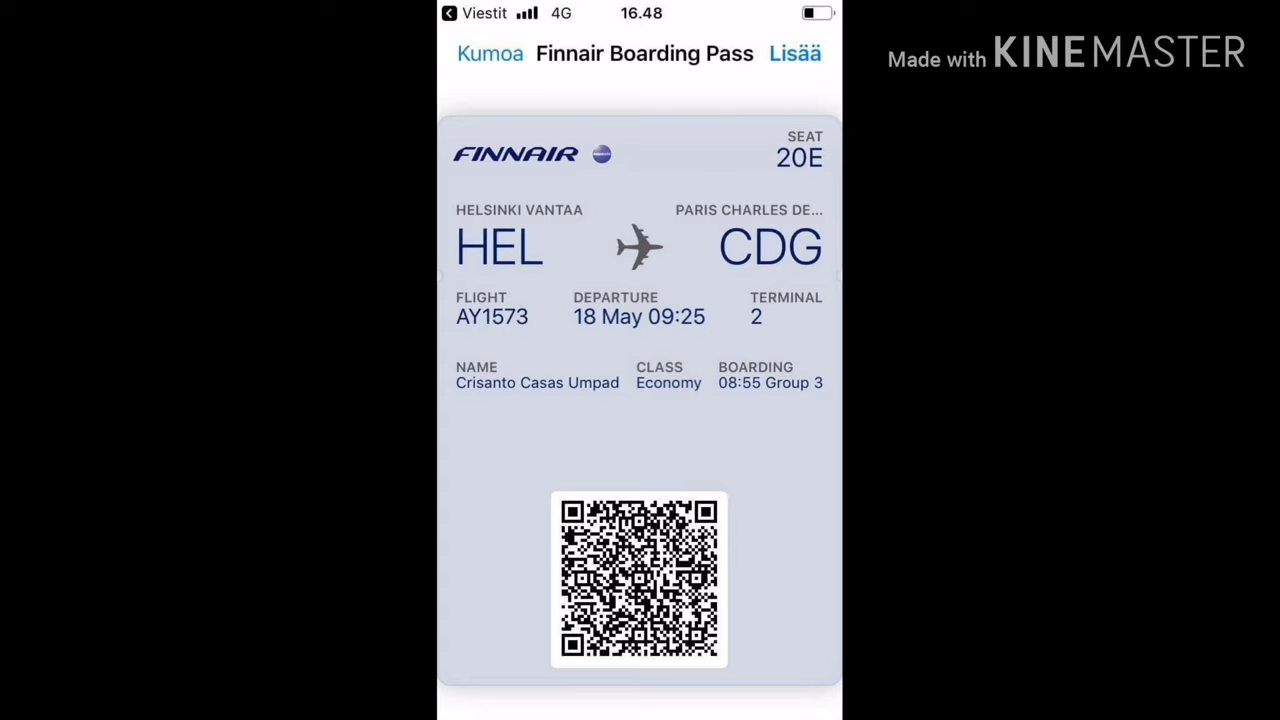 Viestit 4G 16.48
Made with KINEMASTER
Kumoa Finnair Boarding Pass Lisää
FINNAIR
SEAT
20E
HELSINKI VANTAA PARIS CHARLES DE...
HEL CDG
FLIGHT DEPARTURE TERMINAL
AY1573 18 May 09:25 2
NAME CLASS BOARDING
Crisanto Casas Umpad Economy 08:55 Group 3